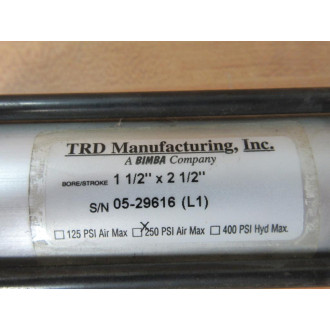 TRD Manufacturing, Inc.
A BIMBA Company
BORE/STROKE 1 1/2" x 2 1/2"
S/N 05-29616 (L1)
☐ 125 PSI Air Max ☒ 250 PSI Air Max ☐ 400 PSI Hyd Max.